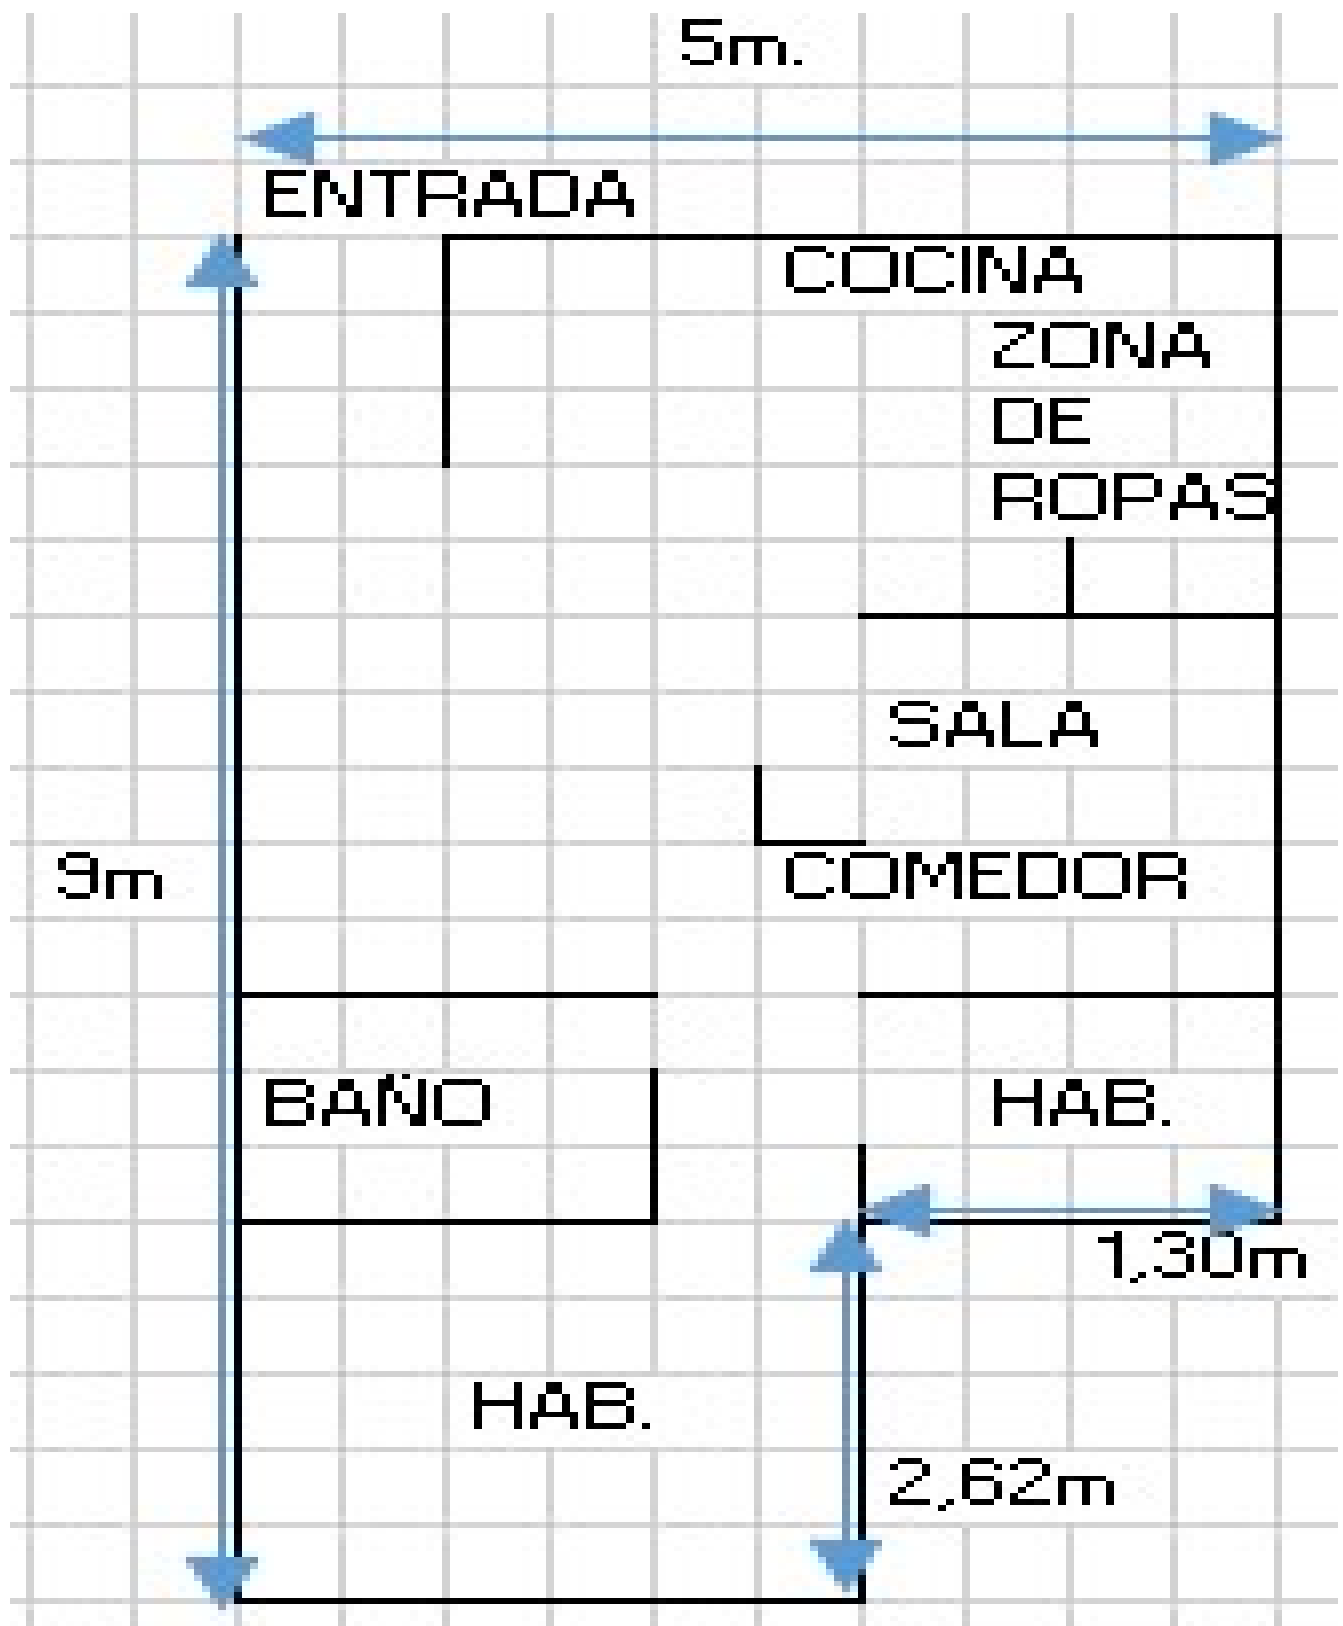 5m.
ENTRADA
COCINA
ZONA
DE
ROPAS
SALA
9m
COMEDOR
BAÑO
HAB.
1,30m
HAB.
2,62m